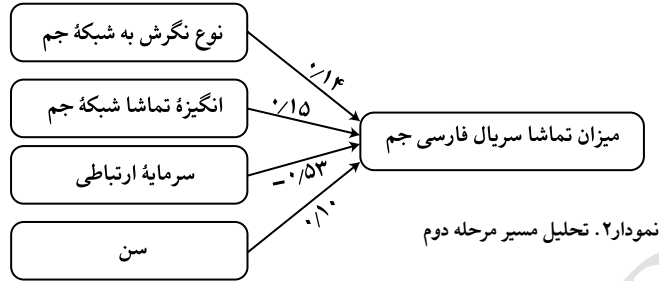 نوع نگرش به شبکهٔ جم
۰/۱۴
انگیزهٔ تماشا شبکهٔ جم
۰/۱۵
میزان تماشا سریال فارسی جم
سرمایهٔ ارتباطی
–۰/۵۳
سن
۰/۱۰
نمودار۲. تحلیل مسیر مرحله دوم